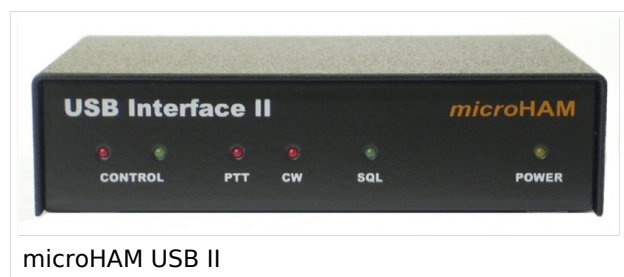 USB Interface II microHAM
CONTROL PTT CW SQL POWER
microHAM USB II